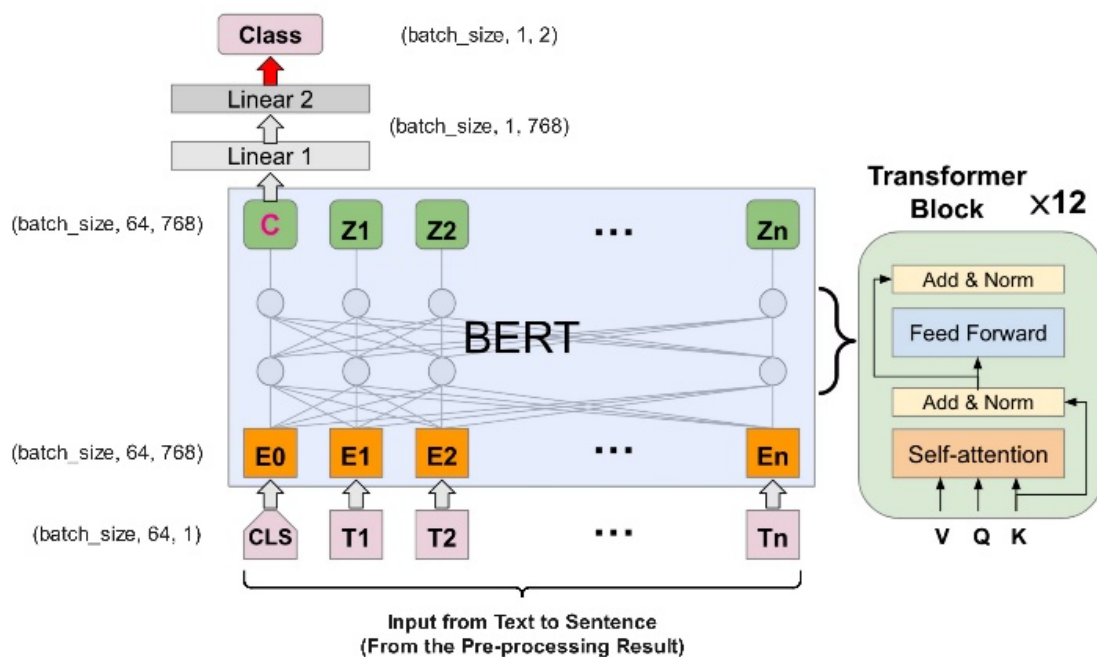 Class
(batch_size, 1, 2)
Linear 2
(batch_size, 1, 768)
Linear 1
(batch_size, 64, 768)
C Z1 Z2 ... Zn
BERT
(batch_size, 64, 768)
E0 E1 E2 ... En
(batch_size, 64, 1)
CLS T1 T2 ... Tn
Input from Text to Sentence
(From the Pre-processing Result)
Transformer
Block ×12
Add & Norm
Feed Forward
Add & Norm
Self-attention
V Q K